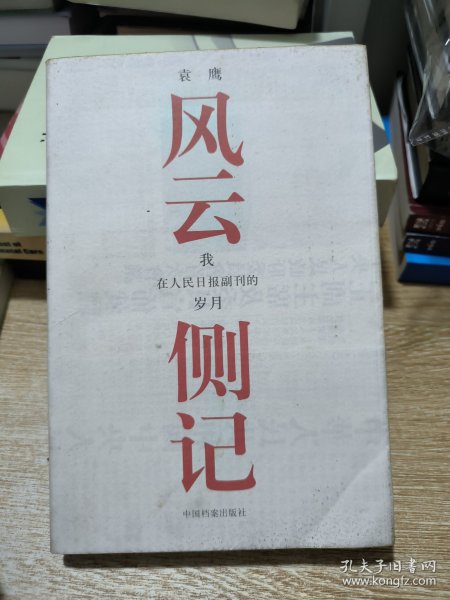 袁鹰
风云
我
在人民日报副刊的
岁月
侧记
中国档案出版社
孔夫子旧书网
www.kongfz.com